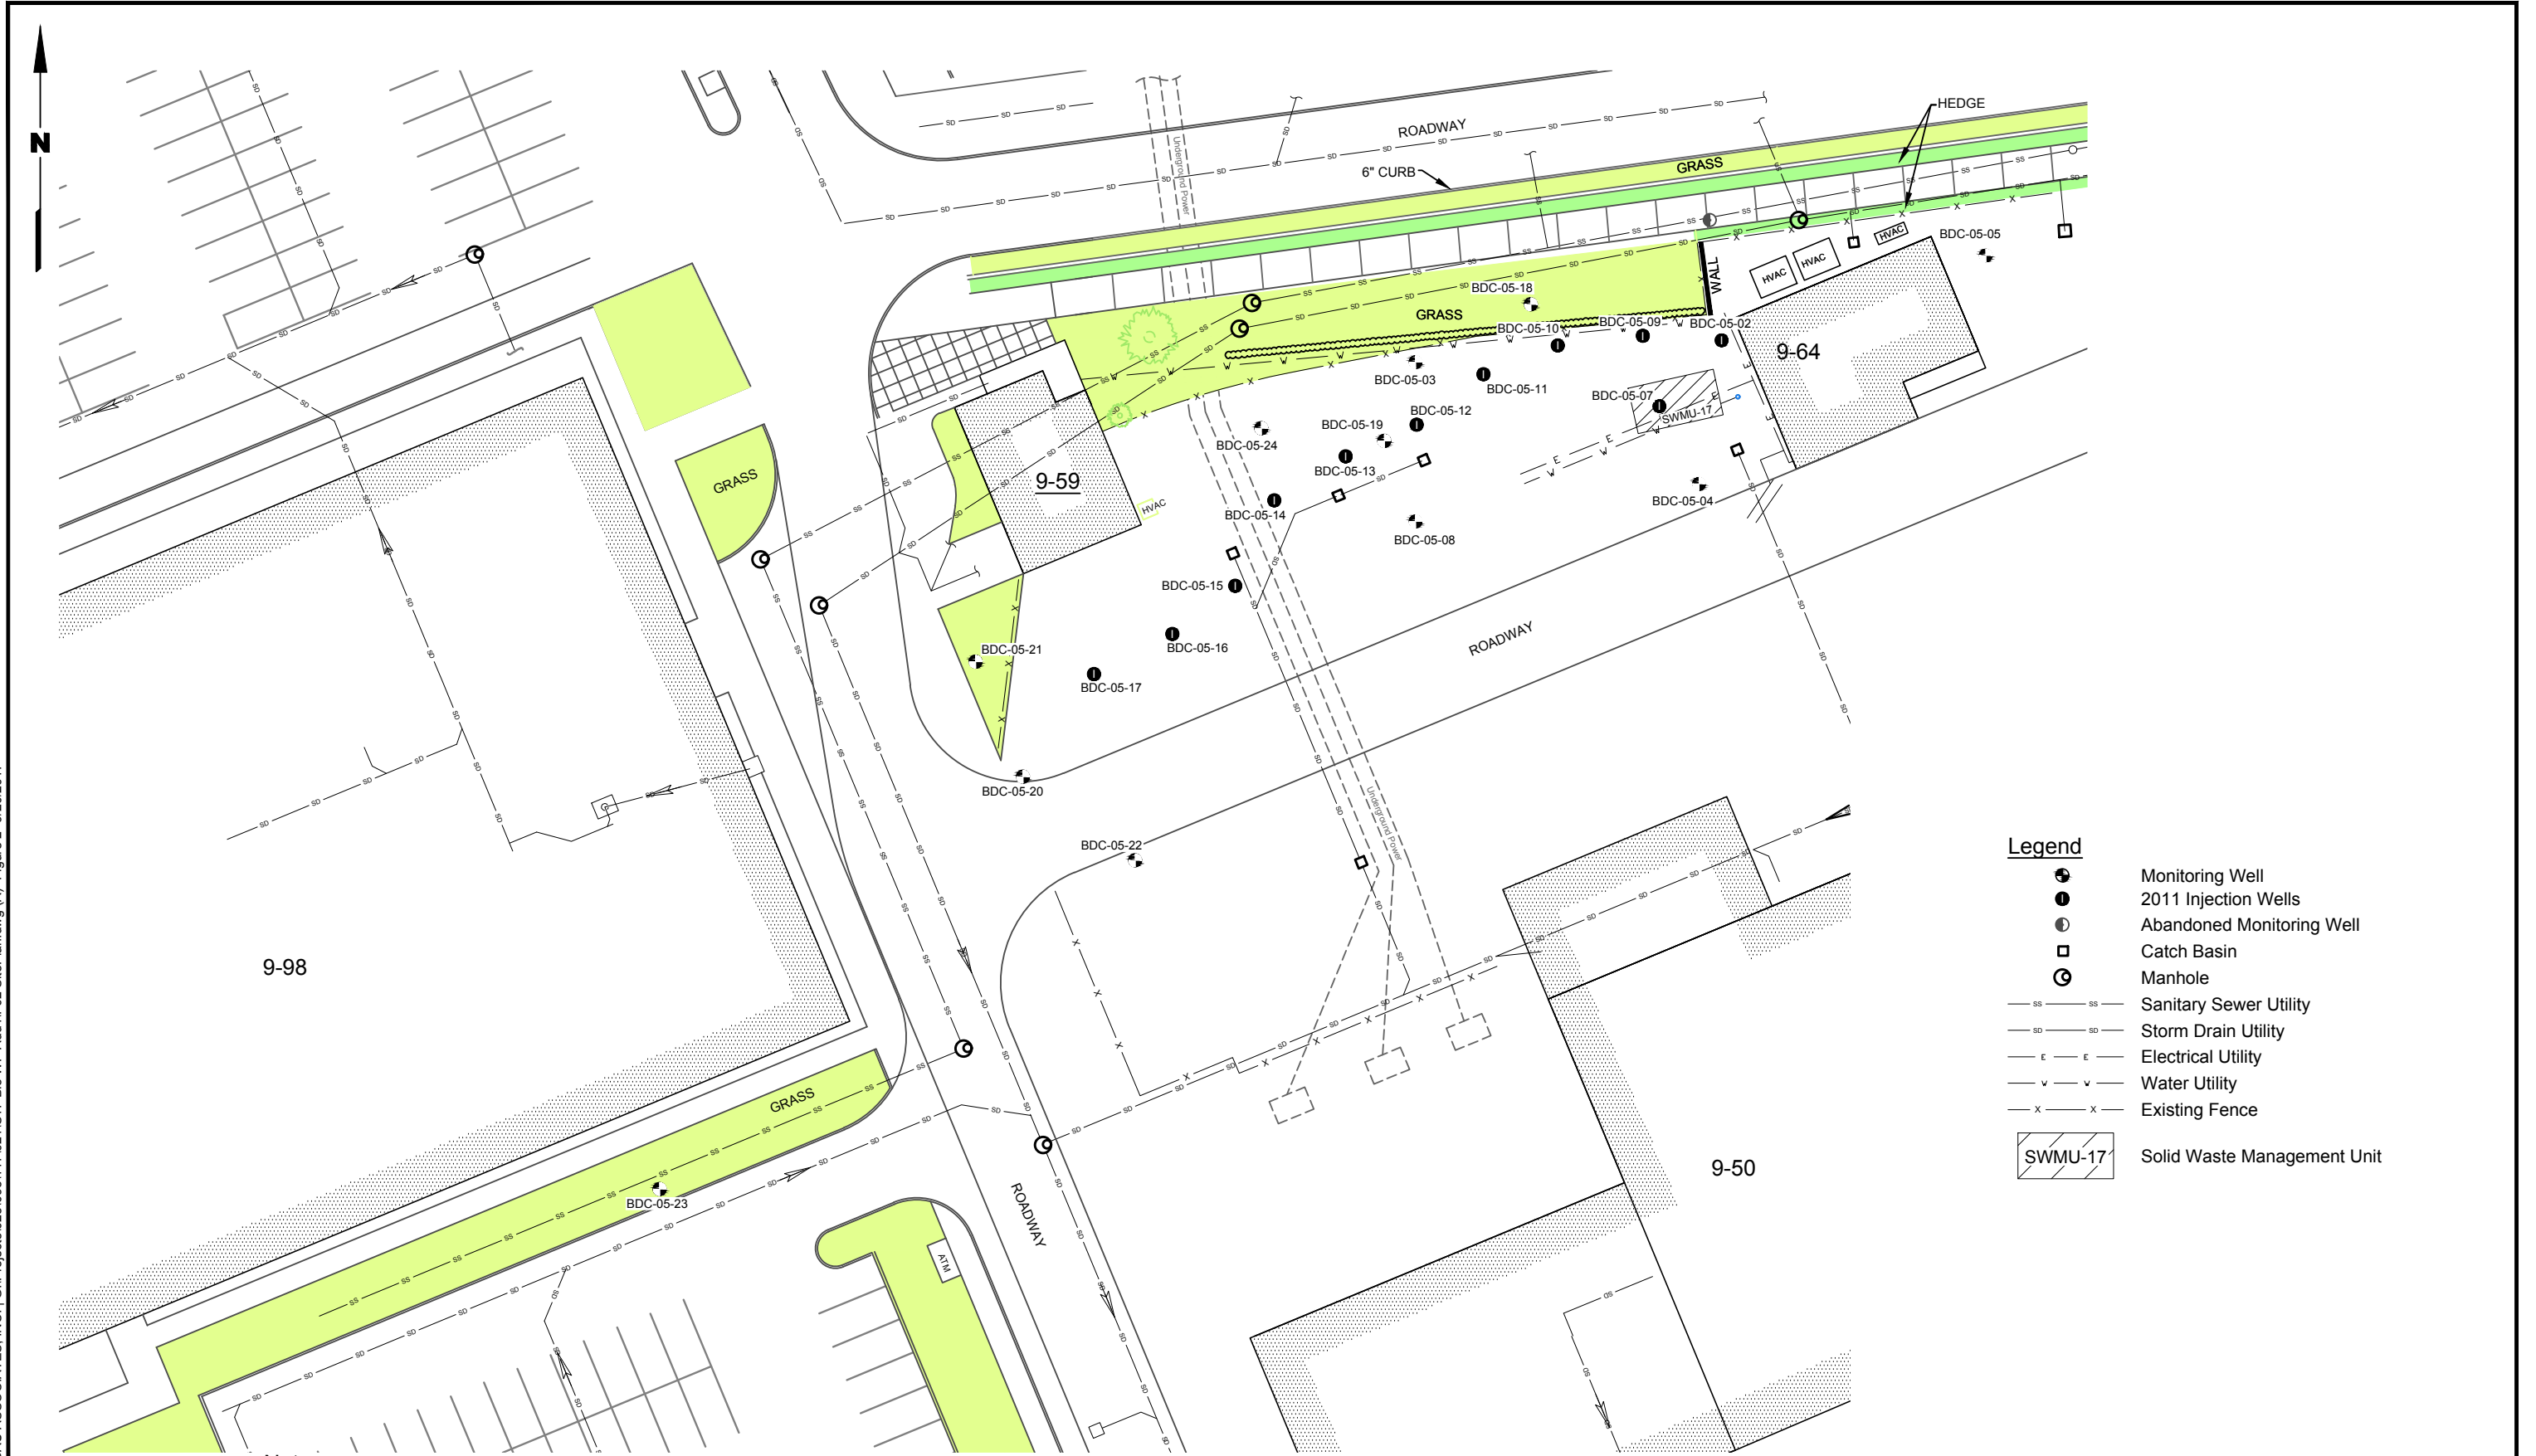 N
HEDGE
ROADWAY
GRASS
6" CURB
Underground Power
HVAC
BDC-05-05
HVAC
HVAC
WALL
BDC-05-18
GRASS
BDC-05-10
BDC-05-09
BDC-05-02
9-64
BDC-05-03
BDC-05-11
BDC-05-07
SWMU-17
BDC-05-12
BDC-05-19
BDC-05-24
BDC-05-13
GRASS
9-59
HVAC
BDC-05-14
BDC-05-04
BDC-05-08
BDC-05-15
BDC-05-16
ROADWAY
BDC-05-21
BDC-05-17
BDC-05-20
Underground Power
BDC-05-22
9-98
GRASS
BDC-05-23
ROADWAY
ATM
9-50
Legend
Monitoring Well
2011 Injection Wells
Abandoned Monitoring Well
Catch Basin
Manhole
SS SS Sanitary Sewer Utility
SD SD Storm Drain Utility
E E Electrical Utility
W W Water Utility
X X Existing Fence
SWMU-17 Solid Waste Management Unit